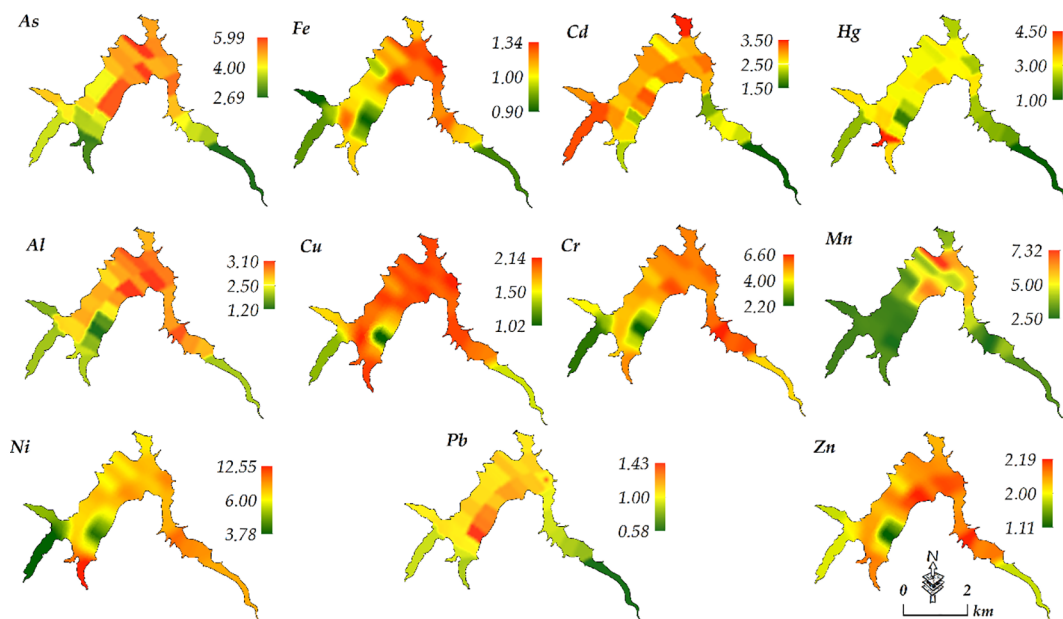 As
5.99
4.00
2.69
Fe
1.34
1.00
0.90
Cd
3.50
2.50
1.50
Hg
4.50
3.00
1.00
Al
3.10
2.50
1.20
Cu
2.14
1.50
1.02
Cr
6.60
4.00
2.20
Mn
7.32
5.00
2.50
Ni
12.55
6.00
3.78
Pb
1.43
1.00
0.58
Zn
2.19
2.00
1.11
N
0 2
km